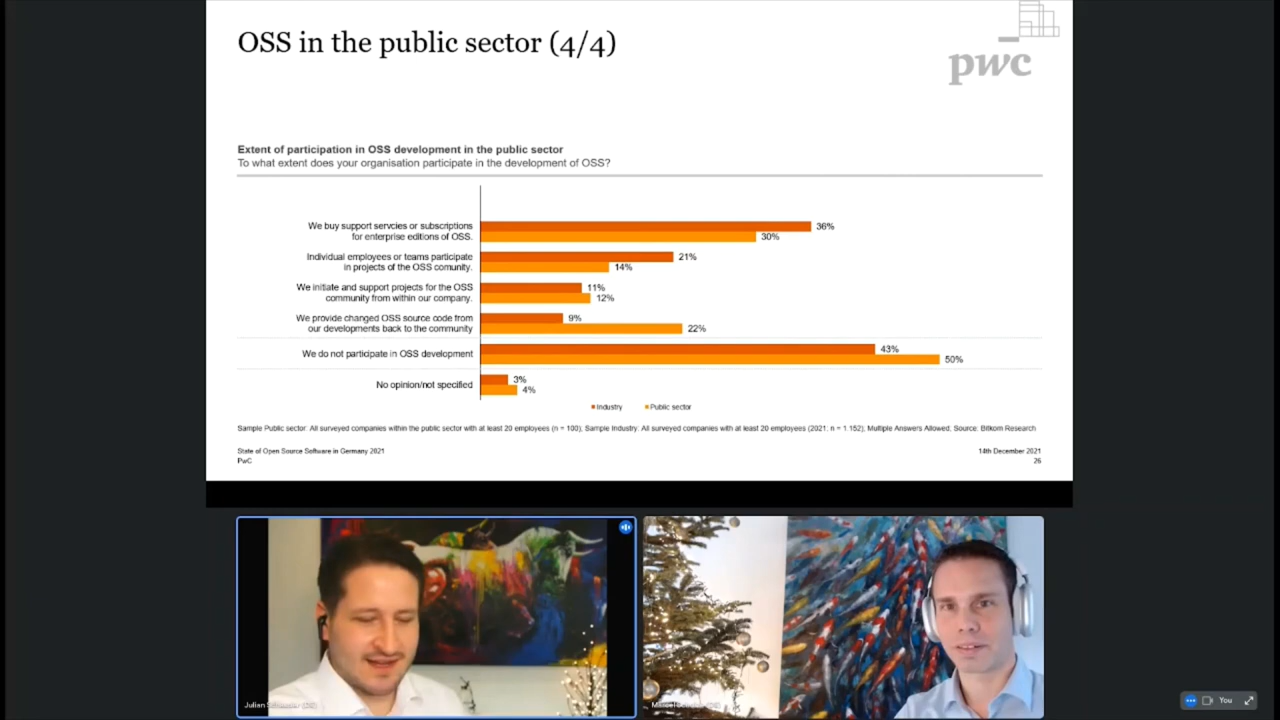 OSS in the public sector (4/4)
pwc
Extent of participation in OSS development in the public sector
To what extent does your organisation participate in the development of OSS?
We buy support servcies or subscriptions
for enterprise editions of OSS.
36%
30%
Individual employees or teams participate
in projects of the OSS comunity.
21%
14%
We initiate and support projects for the OSS
community from within our company.
11%
12%
We provide changed OSS source code from
our developments back to the community
9%
22%
We do not participate in OSS development
43%
50%
No opinion/not specified
3%
4%
Industry
Public sector
Sample Public sector: All surveyed companies within the public sector with at least 20 employees (n = 100); Sample Industry: All surveyed companies with at least 20 employees (2021: n = 1.152); Multiple Answers Allowed, Source: Bitkom Research
State of Open Source Software in Germany 2021
14th December 2021
PwC
26
Julien
You